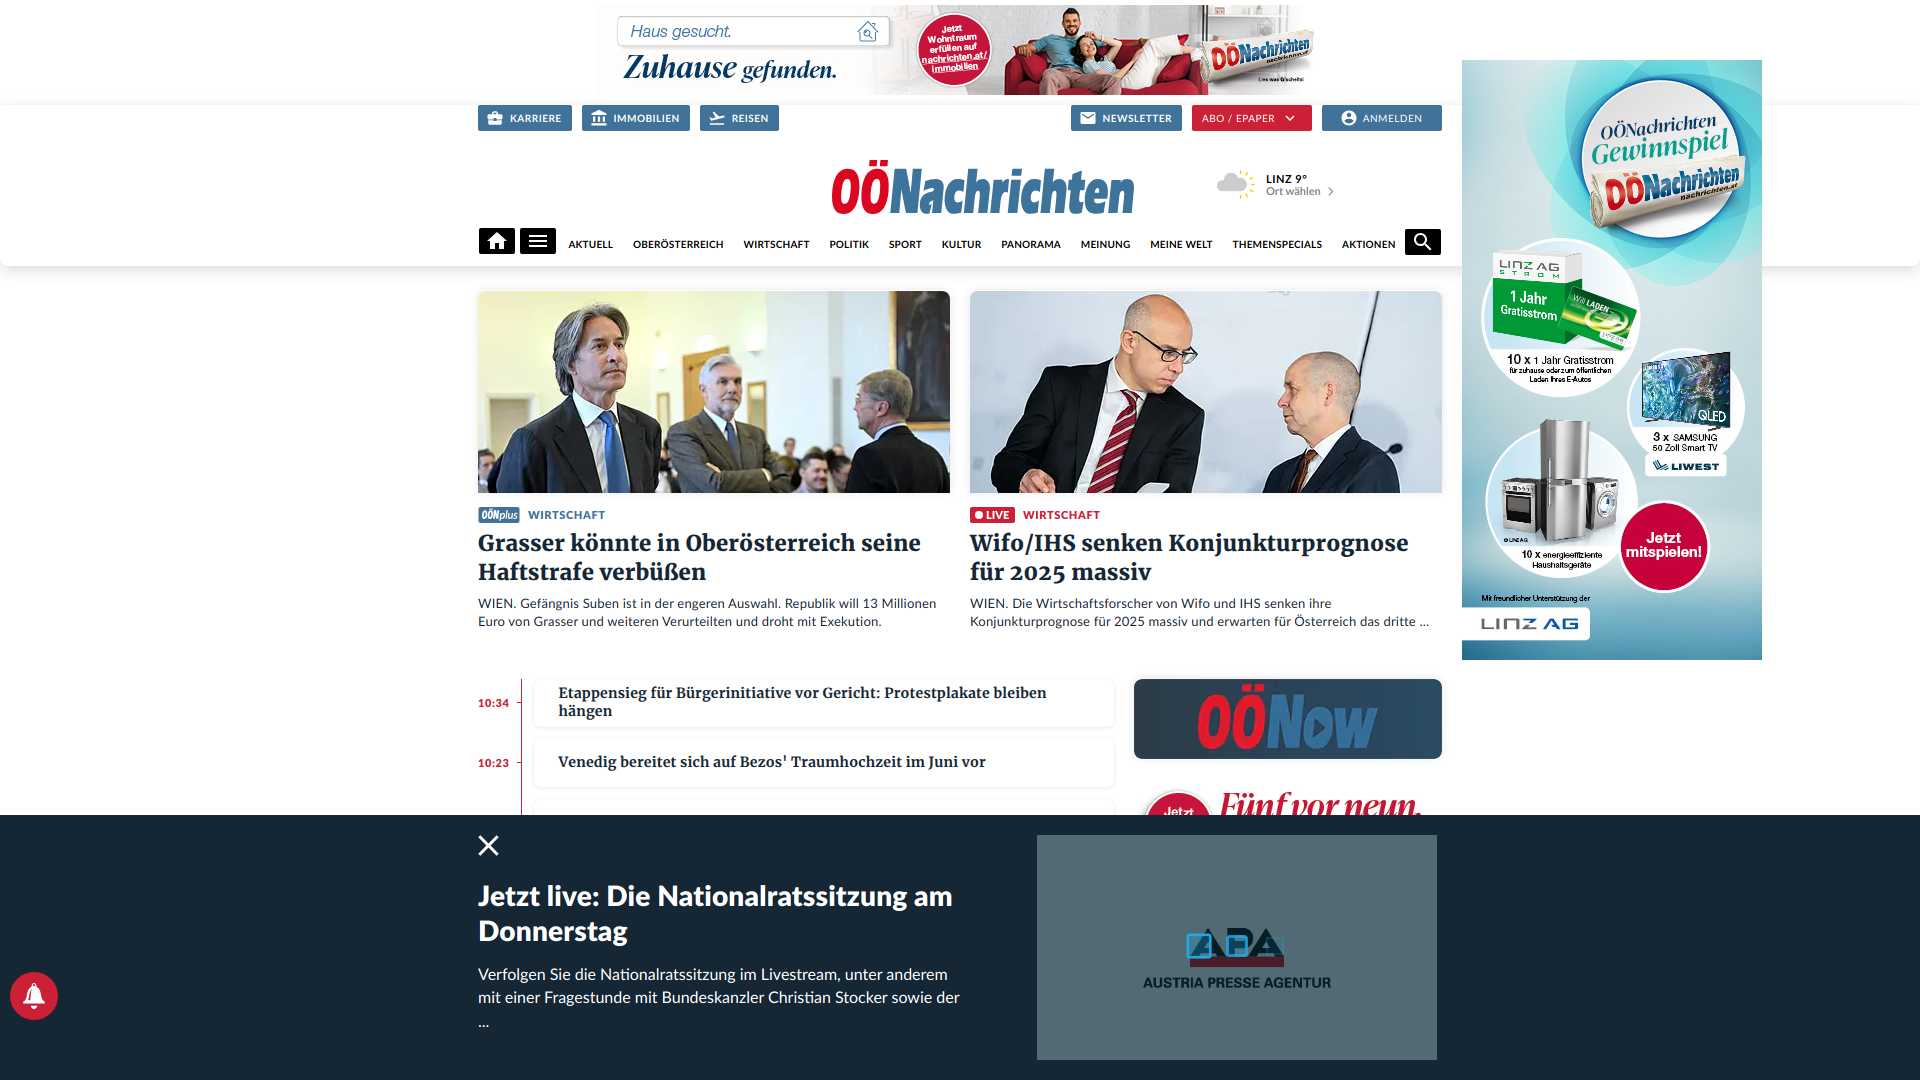 Haus gesucht.
Zuhause gefunden.
Jetzt
Wohntraum
erfüllen auf
nachrichten.at/
immobilien
OÖNachrichten
KARRIERE
IMMOBILIEN
REISEN
NEWSLETTER
ABO / EPAPER
ANMELDEN
OÖNachrichten
LINZ 9°
Ort wählen
AKTUELL
OBERÖSTERREICH
WIRTSCHAFT
POLITIK
SPORT
KULTUR
PANORAMA
MEINUNG
MEINE WELT
THEMENSPECIALS
AKTIONEN
OÖNplus WIRTSCHAFT
Grasser könnte in Oberösterreich seine
Haftstrafe verbüßen
WIEN. Gefängnis Suben ist in der engeren Auswahl. Republik will 13 Millionen
Euro von Grasser und weiteren Verurteilten und droht mit Exekution.
LIVE WIRTSCHAFT
Wifo/IHS senken Konjunkturprognose
für 2025 massiv
WIEN. Die Wirtschaftsforscher von Wifo und IHS senken ihre
Konjunkturprognose für 2025 massiv und erwarten für Österreich das dritte ...
10:34
Etappensieg für Bürgerinitiative vor Gericht: Protestplakate bleiben
hängen
10:23
Venedig bereitet sich auf Bezos' Traumhochzeit im Juni vor
OÖNow
Jetzt
Fünf vor neun.
OÖNachrichten
Gewinnspiel
OÖNachrichten
nachrichten.at
LINZ AG
STROM
1 Jahr
Gratisstrom
Will LADEN
10 x 1 Jahr Gratisstrom
für zuhause oder zum öffentlichen
Laden Ihres E-Autos
QLED
3 x SAMSUNG
50 Zoll Smart TV
LIWEST
© LINZ AG
10 x energieeffiziente
Haushaltsgeräte
Jetzt
mitspielen!
Mit freundlicher Unterstützung der
LINZ AG
Jetzt live: Die Nationalratssitzung am
Donnerstag
Verfolgen Sie die Nationalratssitzung im Livestream, unter anderem
mit einer Fragestunde mit Bundeskanzler Christian Stocker sowie der
...
APA
AUSTRIA PRESSE AGENTUR